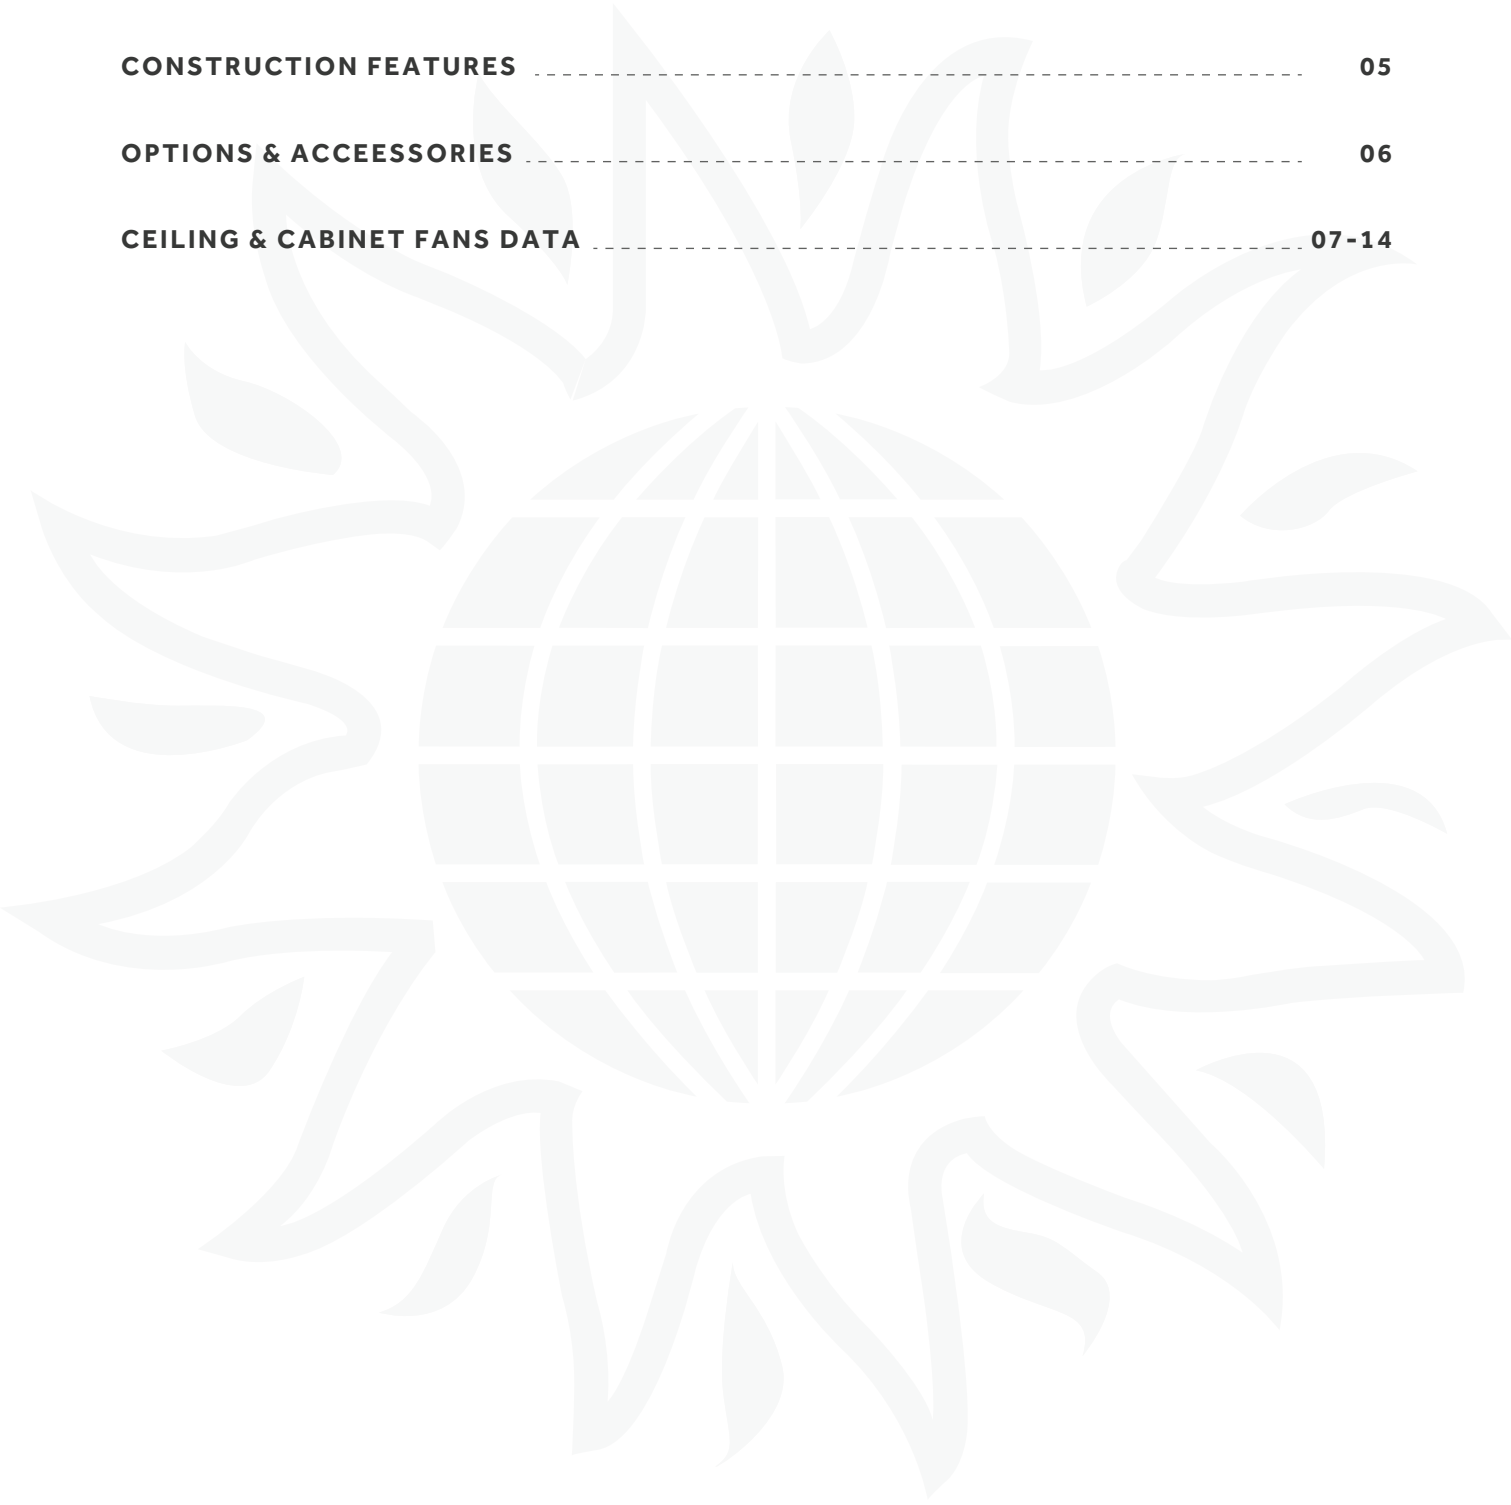 CONSTRUCTION FEATURES 05
OPTIONS & ACCEESSORIES 06
CEILING & CABINET FANS DATA 07-14